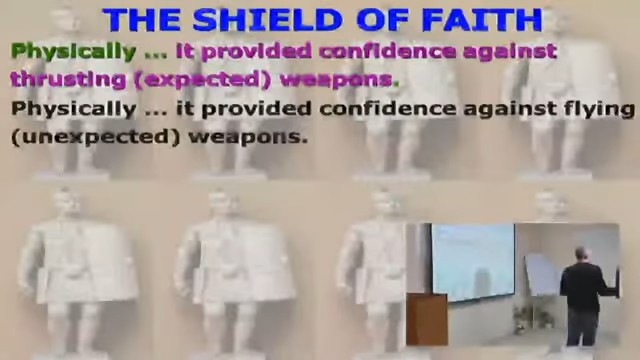 THE SHIELD OF FAITH
Physically ... it provided confidence against
thrusting (expected) weapons.
Physically ... it provided confidence against flying
(unexpected) weapons.